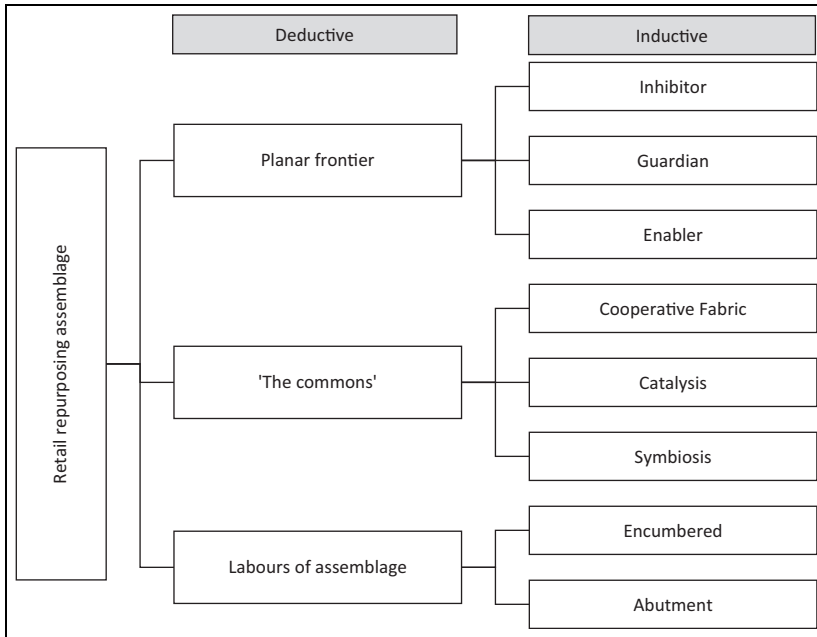 Deductive
Inductive
Retail repurposing assemblage
Planar frontier
Inhibitor
Guardian
Enabler
'The commons'
Cooperative Fabric
Catalysis
Symbiosis
Labours of assemblage
Encumbered
Abutment